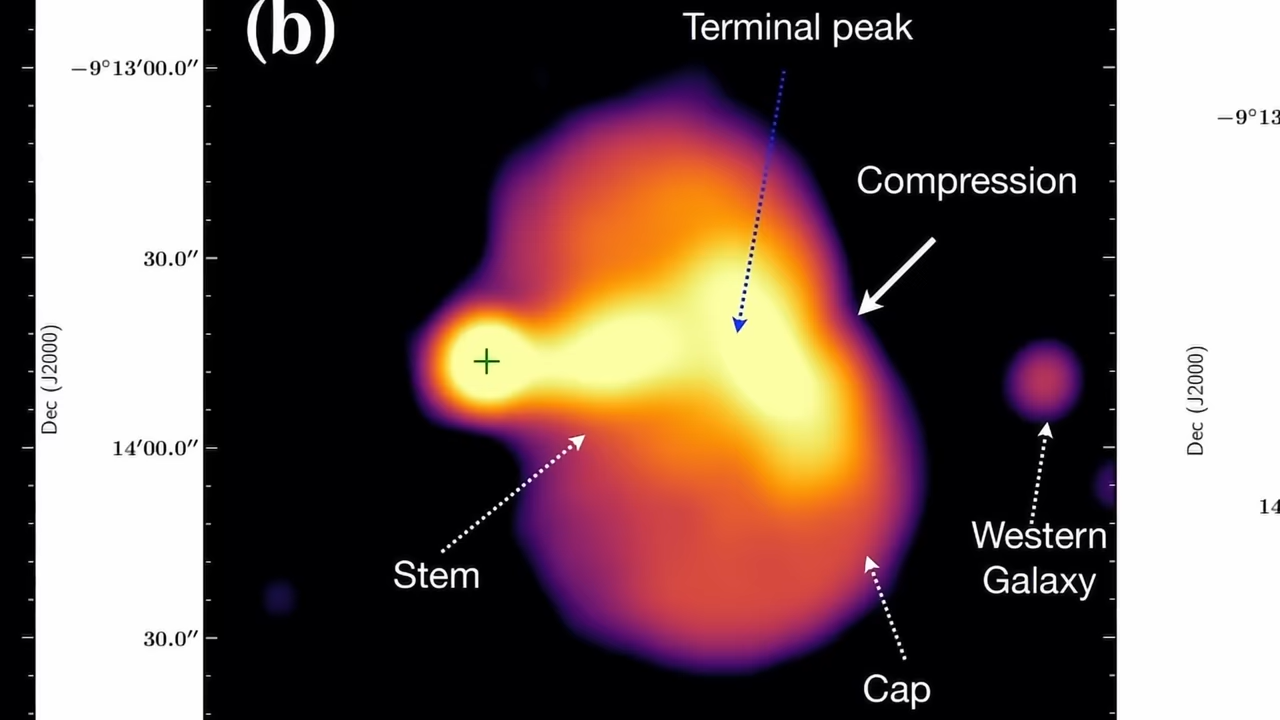 (b)
Terminal peak
−9°13′00.0″
−9°13
Compression
30.0″
Dec (J2000)
Dec (J2000)
14′00.0″
14
Western
Galaxy
Stem
30.0″
Cap